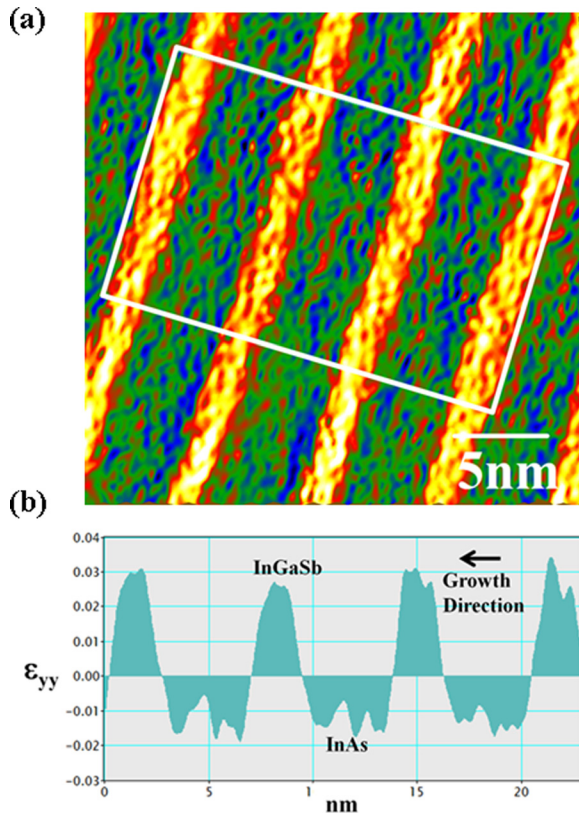 (a)
5nm
(b)
0.04
0.03
0.02
0.01
0.00
-0.01
-0.02
-0.03
εyy
InGaSb
Growth
Direction
InAs
0 5 1 15 20
nm